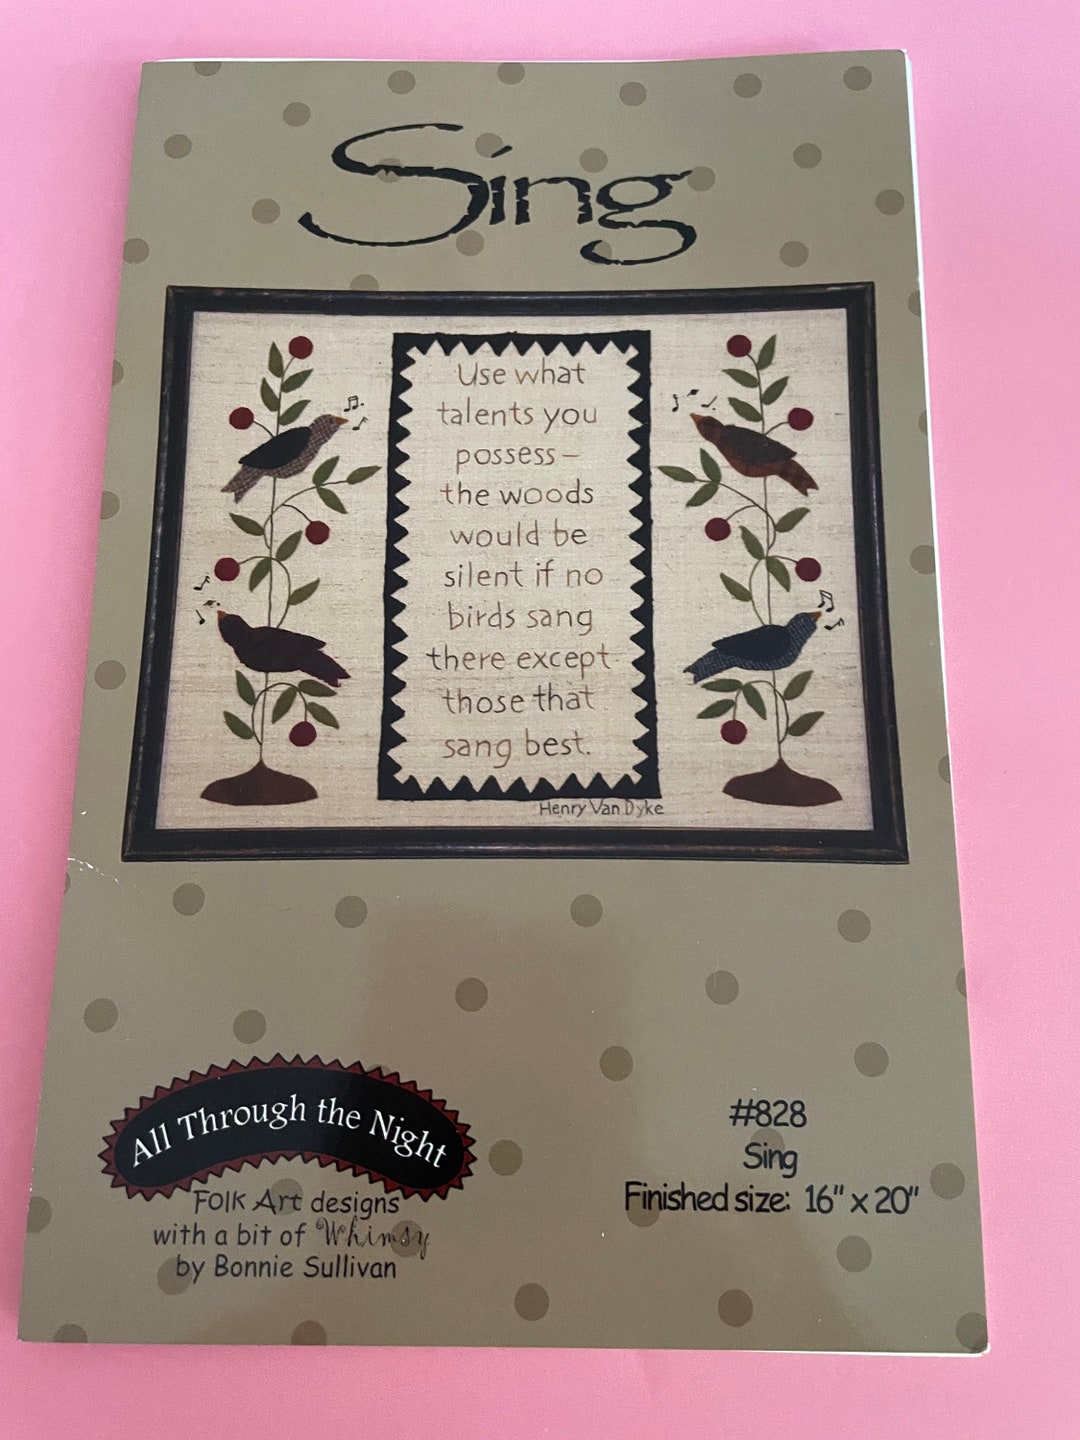 Sing
Use what
talents you
possess–
the woods
would be
silent if no
birds sang
there except
those that
sang best.
Henry Van Dyke
All Through the Night
Folk Art designs
with a bit of Whimsy
by Bonnie Sullivan
#828
Sing
Finished size: 16" x 20"